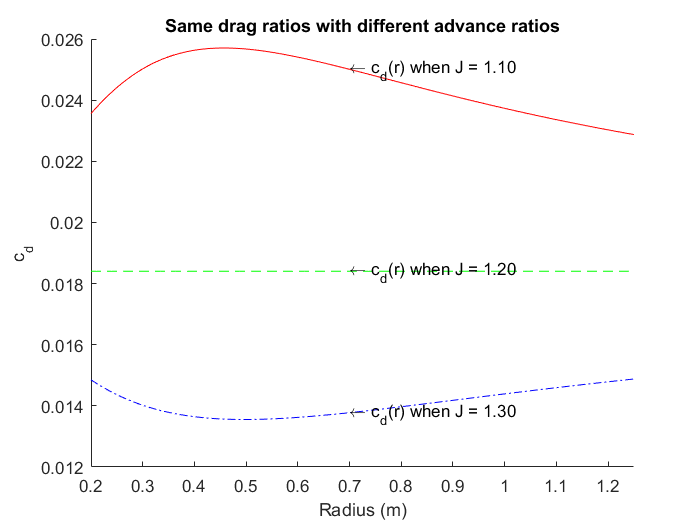 Same drag ratios with different advance ratios
0.026
0.024
0.022
0.02
0.018
0.016
0.014
0.012
c_d
← c_d(r) when J = 1.10
← c_d(r) when J = 1.20
← c_d(r) when J = 1.30
0.2 0.3 0.4 0.5 0.6 0.7 0.8 0.9 1 1.1 1.2
Radius (m)